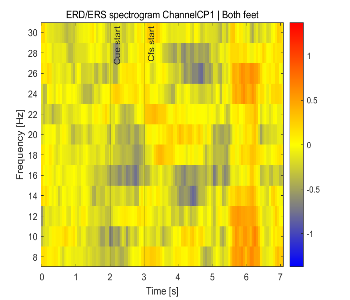 ERD/ERS spectrogram ChannelCP1 | Both feet
Frequency [Hz]
30
28
26
24
22
20
18
16
14
12
10
8
Cue start
Cfs start
1
0.5
0
-0.5
-1
0 1 2 3 4 5 6 7
Time [s]